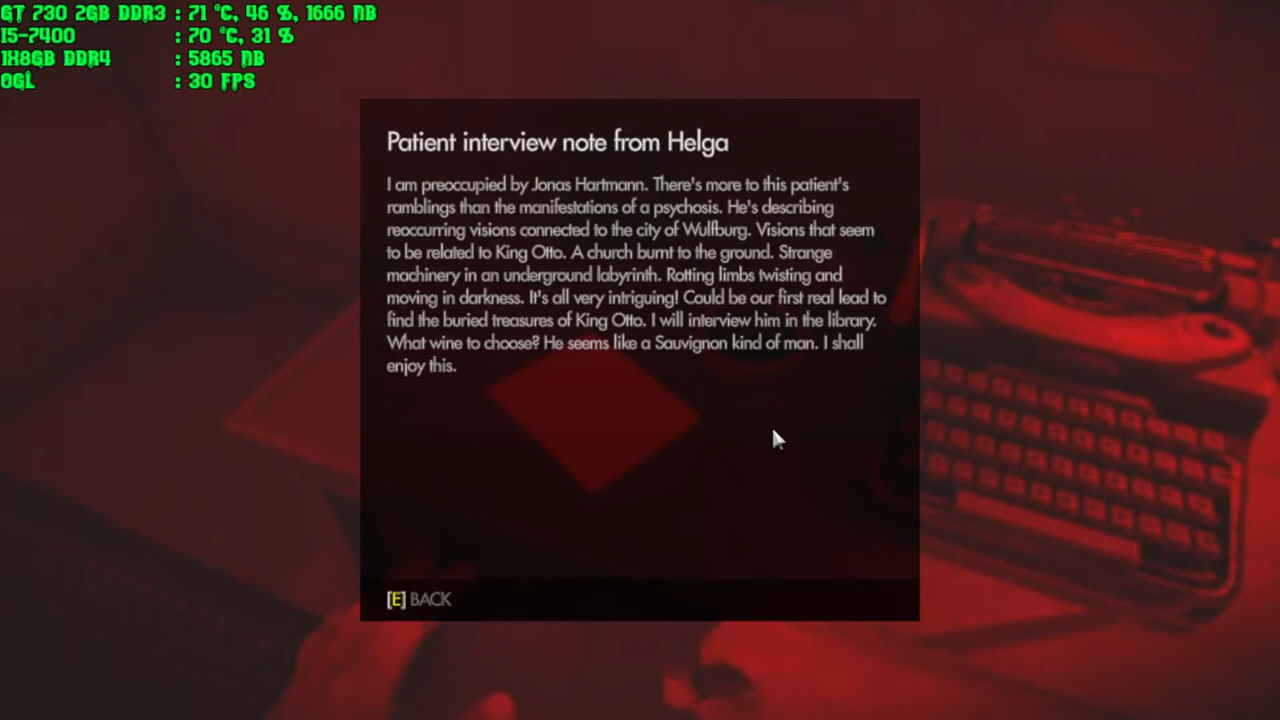 GT 730 2GB DDR3 : 71 °C, 46 %, 1666 MB
I5-7400 : 70 °C, 31 %
1X8GB DDR4 : 5865 MB
OGL : 30 FPS
Patient interview note from Helga
I am preoccupied by Jonas Hartmann. There's more to this patient's
ramblings than the manifestations of a psychosis. He's describing
reoccurring visions connected to the city of Wulfburg. Visions that seem
to be related to King Otto. A church burnt to the ground. Strange
machinery in an underground labyrinth. Rotting limbs twisting and
moving in darkness. It's all very intriguing! Could be our first real lead to
find the buried treasures of King Otto. I will interview him in the library.
What wine to choose? He seems like a Sauvignon kind of man. I shall
enjoy this.
[E] BACK